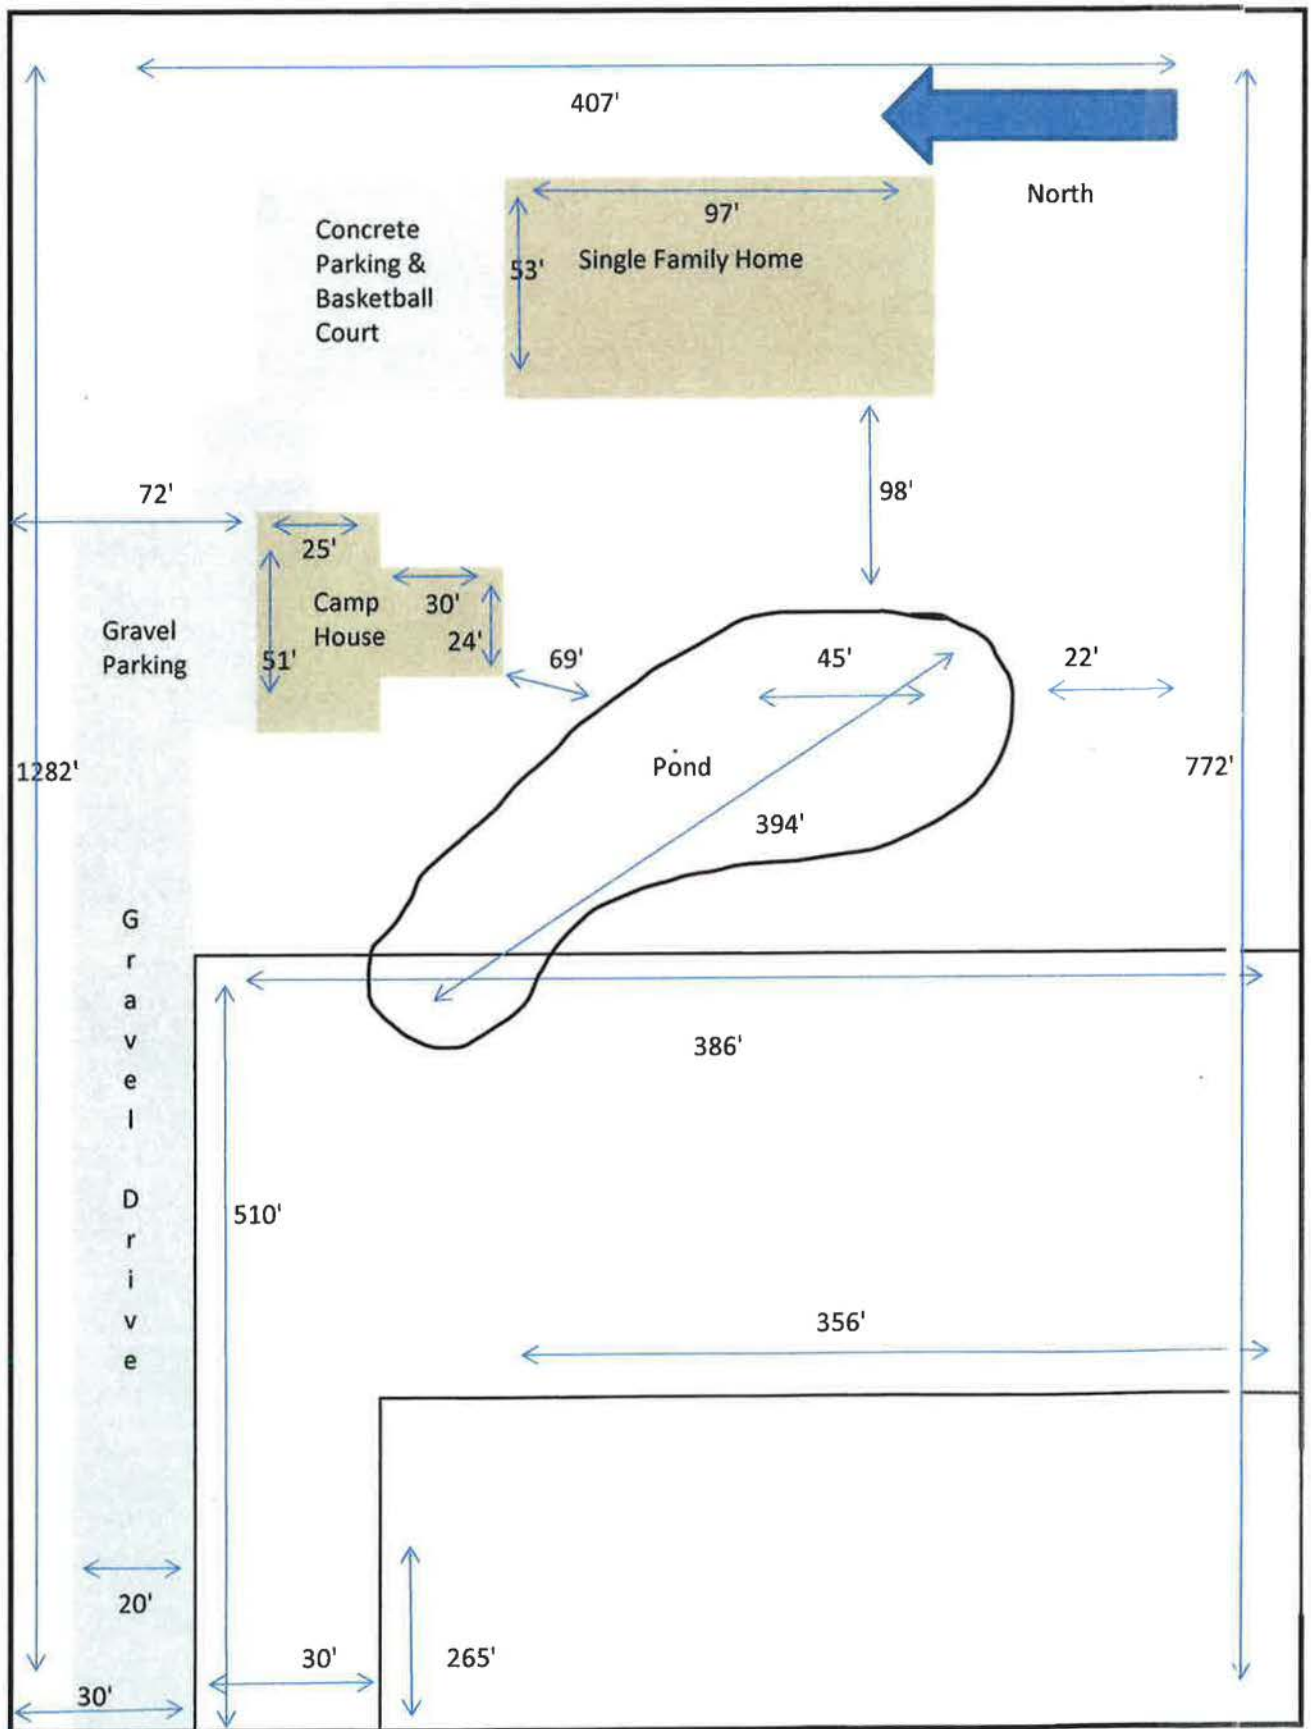 407'
North
97'
Concrete
Parking &
Basketball
Court
53'
Single Family Home
72'
98'
25'
Camp
House
30'
24'
51'
Gravel
Parking
69'
45'
22'
1282'
Pond
772'
394'
G
r
a
v
e
l
D
r
i
v
e
386'
510'
356'
20'
30'
265'
30'